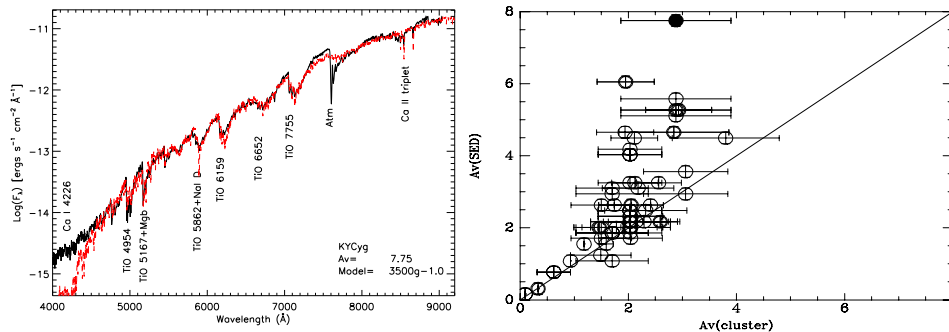 −11
−12
−13
−14
−15
Log(Fλ) [ergs s⁻¹ cm⁻² Å⁻¹]
Ca I 4226
TiO 4954
TiO 5167+Mgb
TiO 5862+NaI D
TiO 6159
TiO 6652
TiO 7755
Atm
Ca II triplet
KYCyg
Av= 7.75
Model= 3500g−1.0
4000 5000 6000 7000 8000 9000
Wavelength (Å)
8
6
4
2
0
Av(SED)
0 2 4 6
Av(cluster)